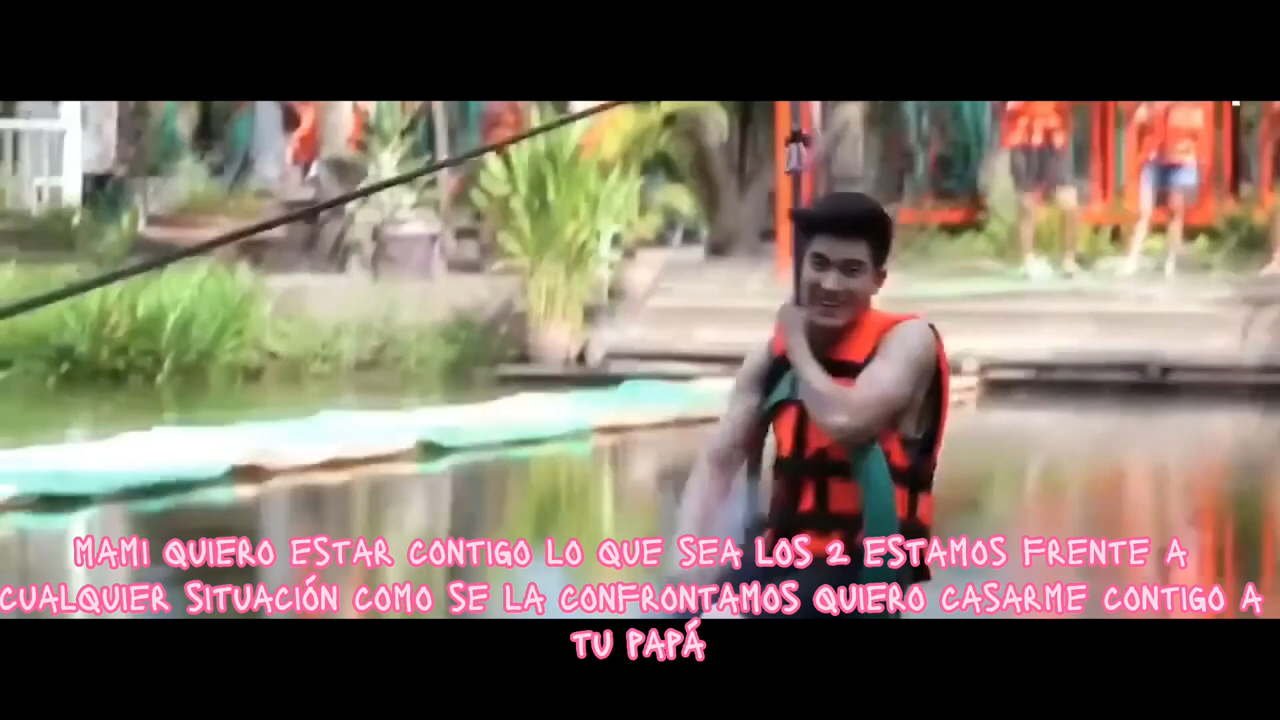 MAMI QUIERO ESTAR CONTIGO LO QUE SEA LOS 2 ESTAMOS FRENTE A
CUALQUIER SITUACIÓN COMO SE LA CONFRONTAMOS QUIERO CASARME CONTIGO A
TU PAPÁ